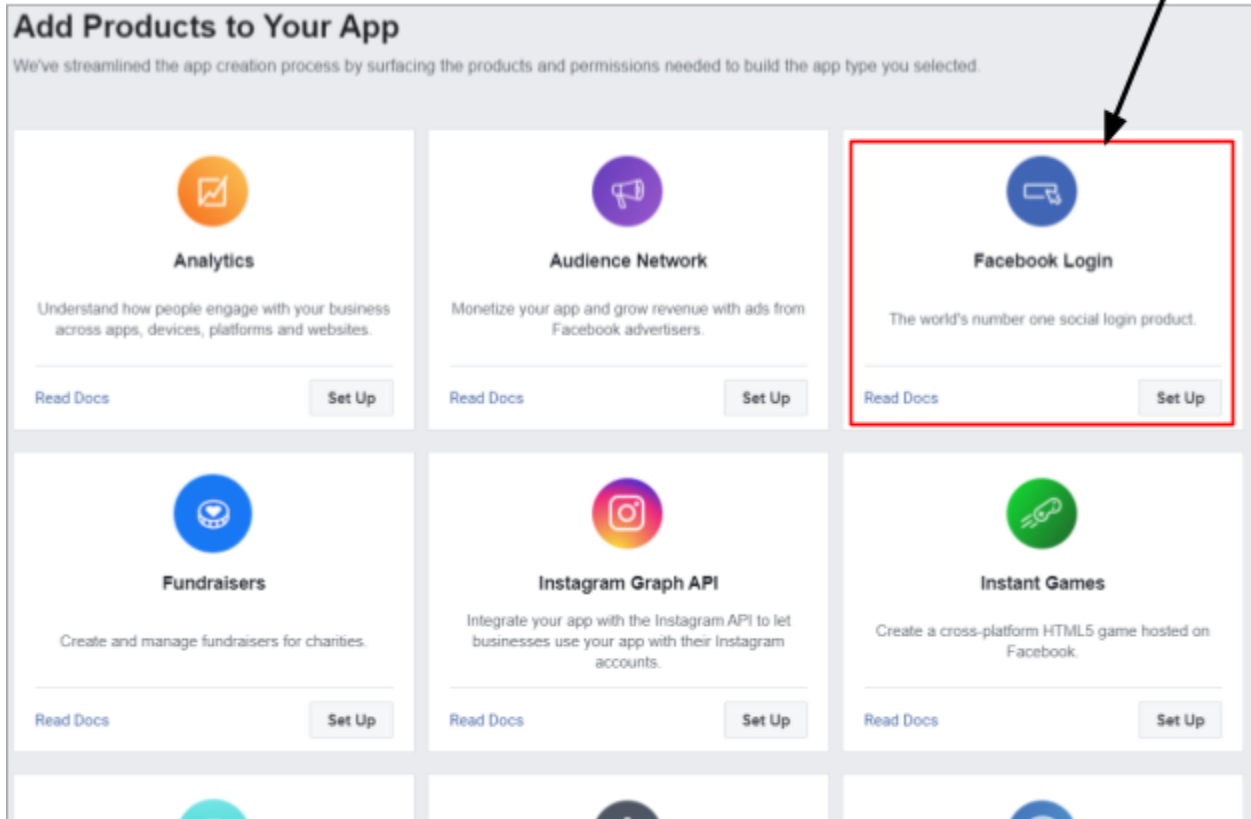 Add Products to Your App
We've streamlined the app creation process by surfacing the products and permissions needed to build the app type you selected.
Analytics
Understand how people engage with your business
across apps, devices, platforms and websites.
Read Docs
Set Up
Audience Network
Monetize your app and grow revenue with ads from
Facebook advertisers.
Read Docs
Set Up
Facebook Login
The world's number one social login product.
Read Docs
Set Up
Fundraisers
Create and manage fundraisers for charities.
Read Docs
Set Up
Instagram Graph API
Integrate your app with the Instagram API to let
businesses use your app with their Instagram
accounts.
Read Docs
Set Up
Instant Games
Create a cross-platform HTML5 game hosted on
Facebook.
Read Docs
Set Up